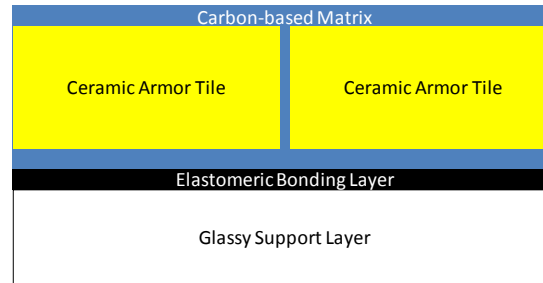 Carbon-based Matrix
Ceramic Armor Tile
Ceramic Armor Tile
Elastomeric Bonding Layer
Glassy Support Layer